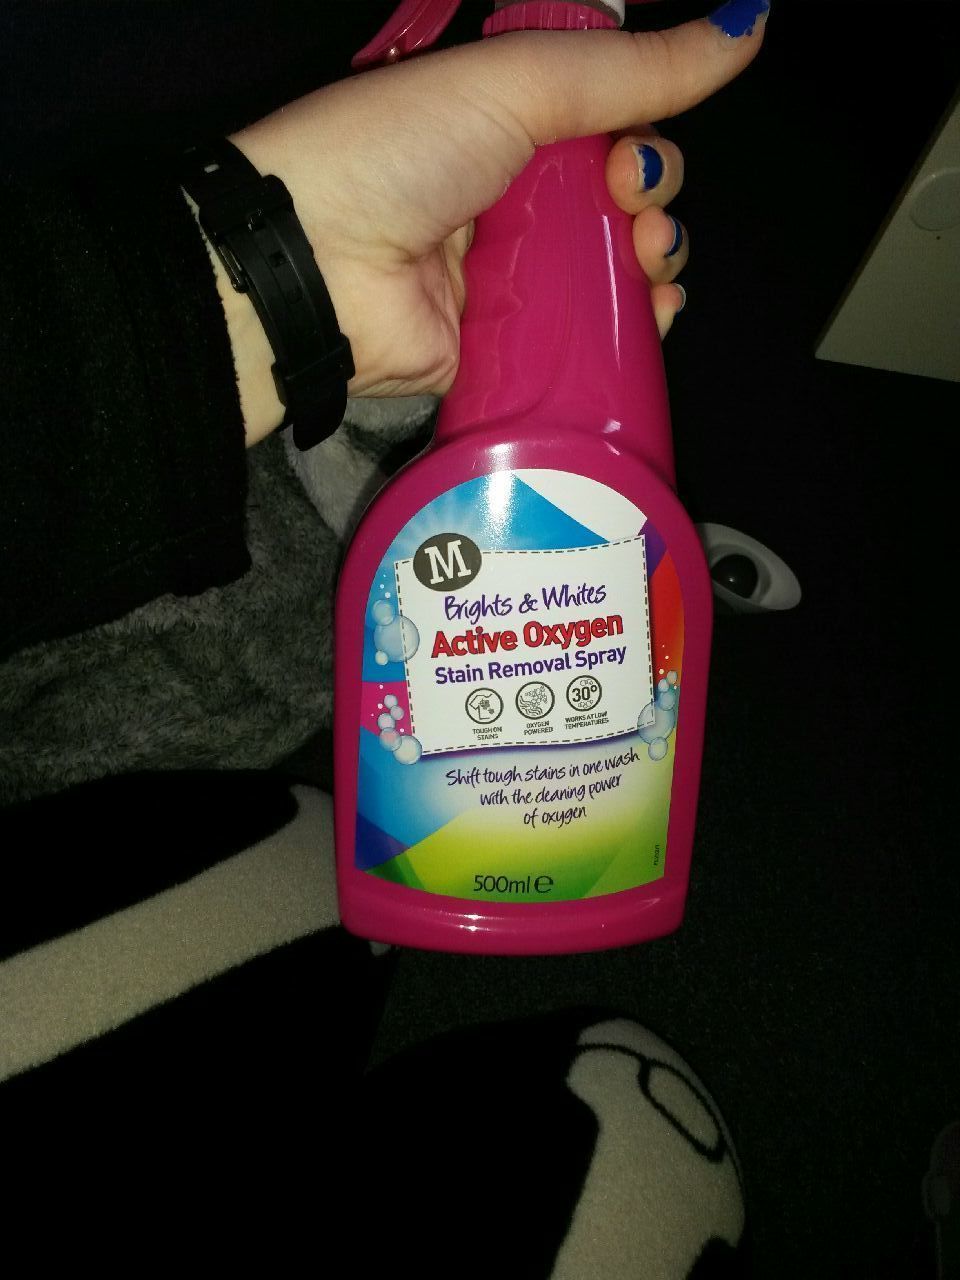 M
Brights & Whites
Active Oxygen
Stain Removal Spray
30°
TOUGH ON
STAINS
OXYGEN
POWERED
WORKS AT LOW
TEMPERATURES
Shift tough stains in one wash
with the cleaning power
of oxygen
500ml e